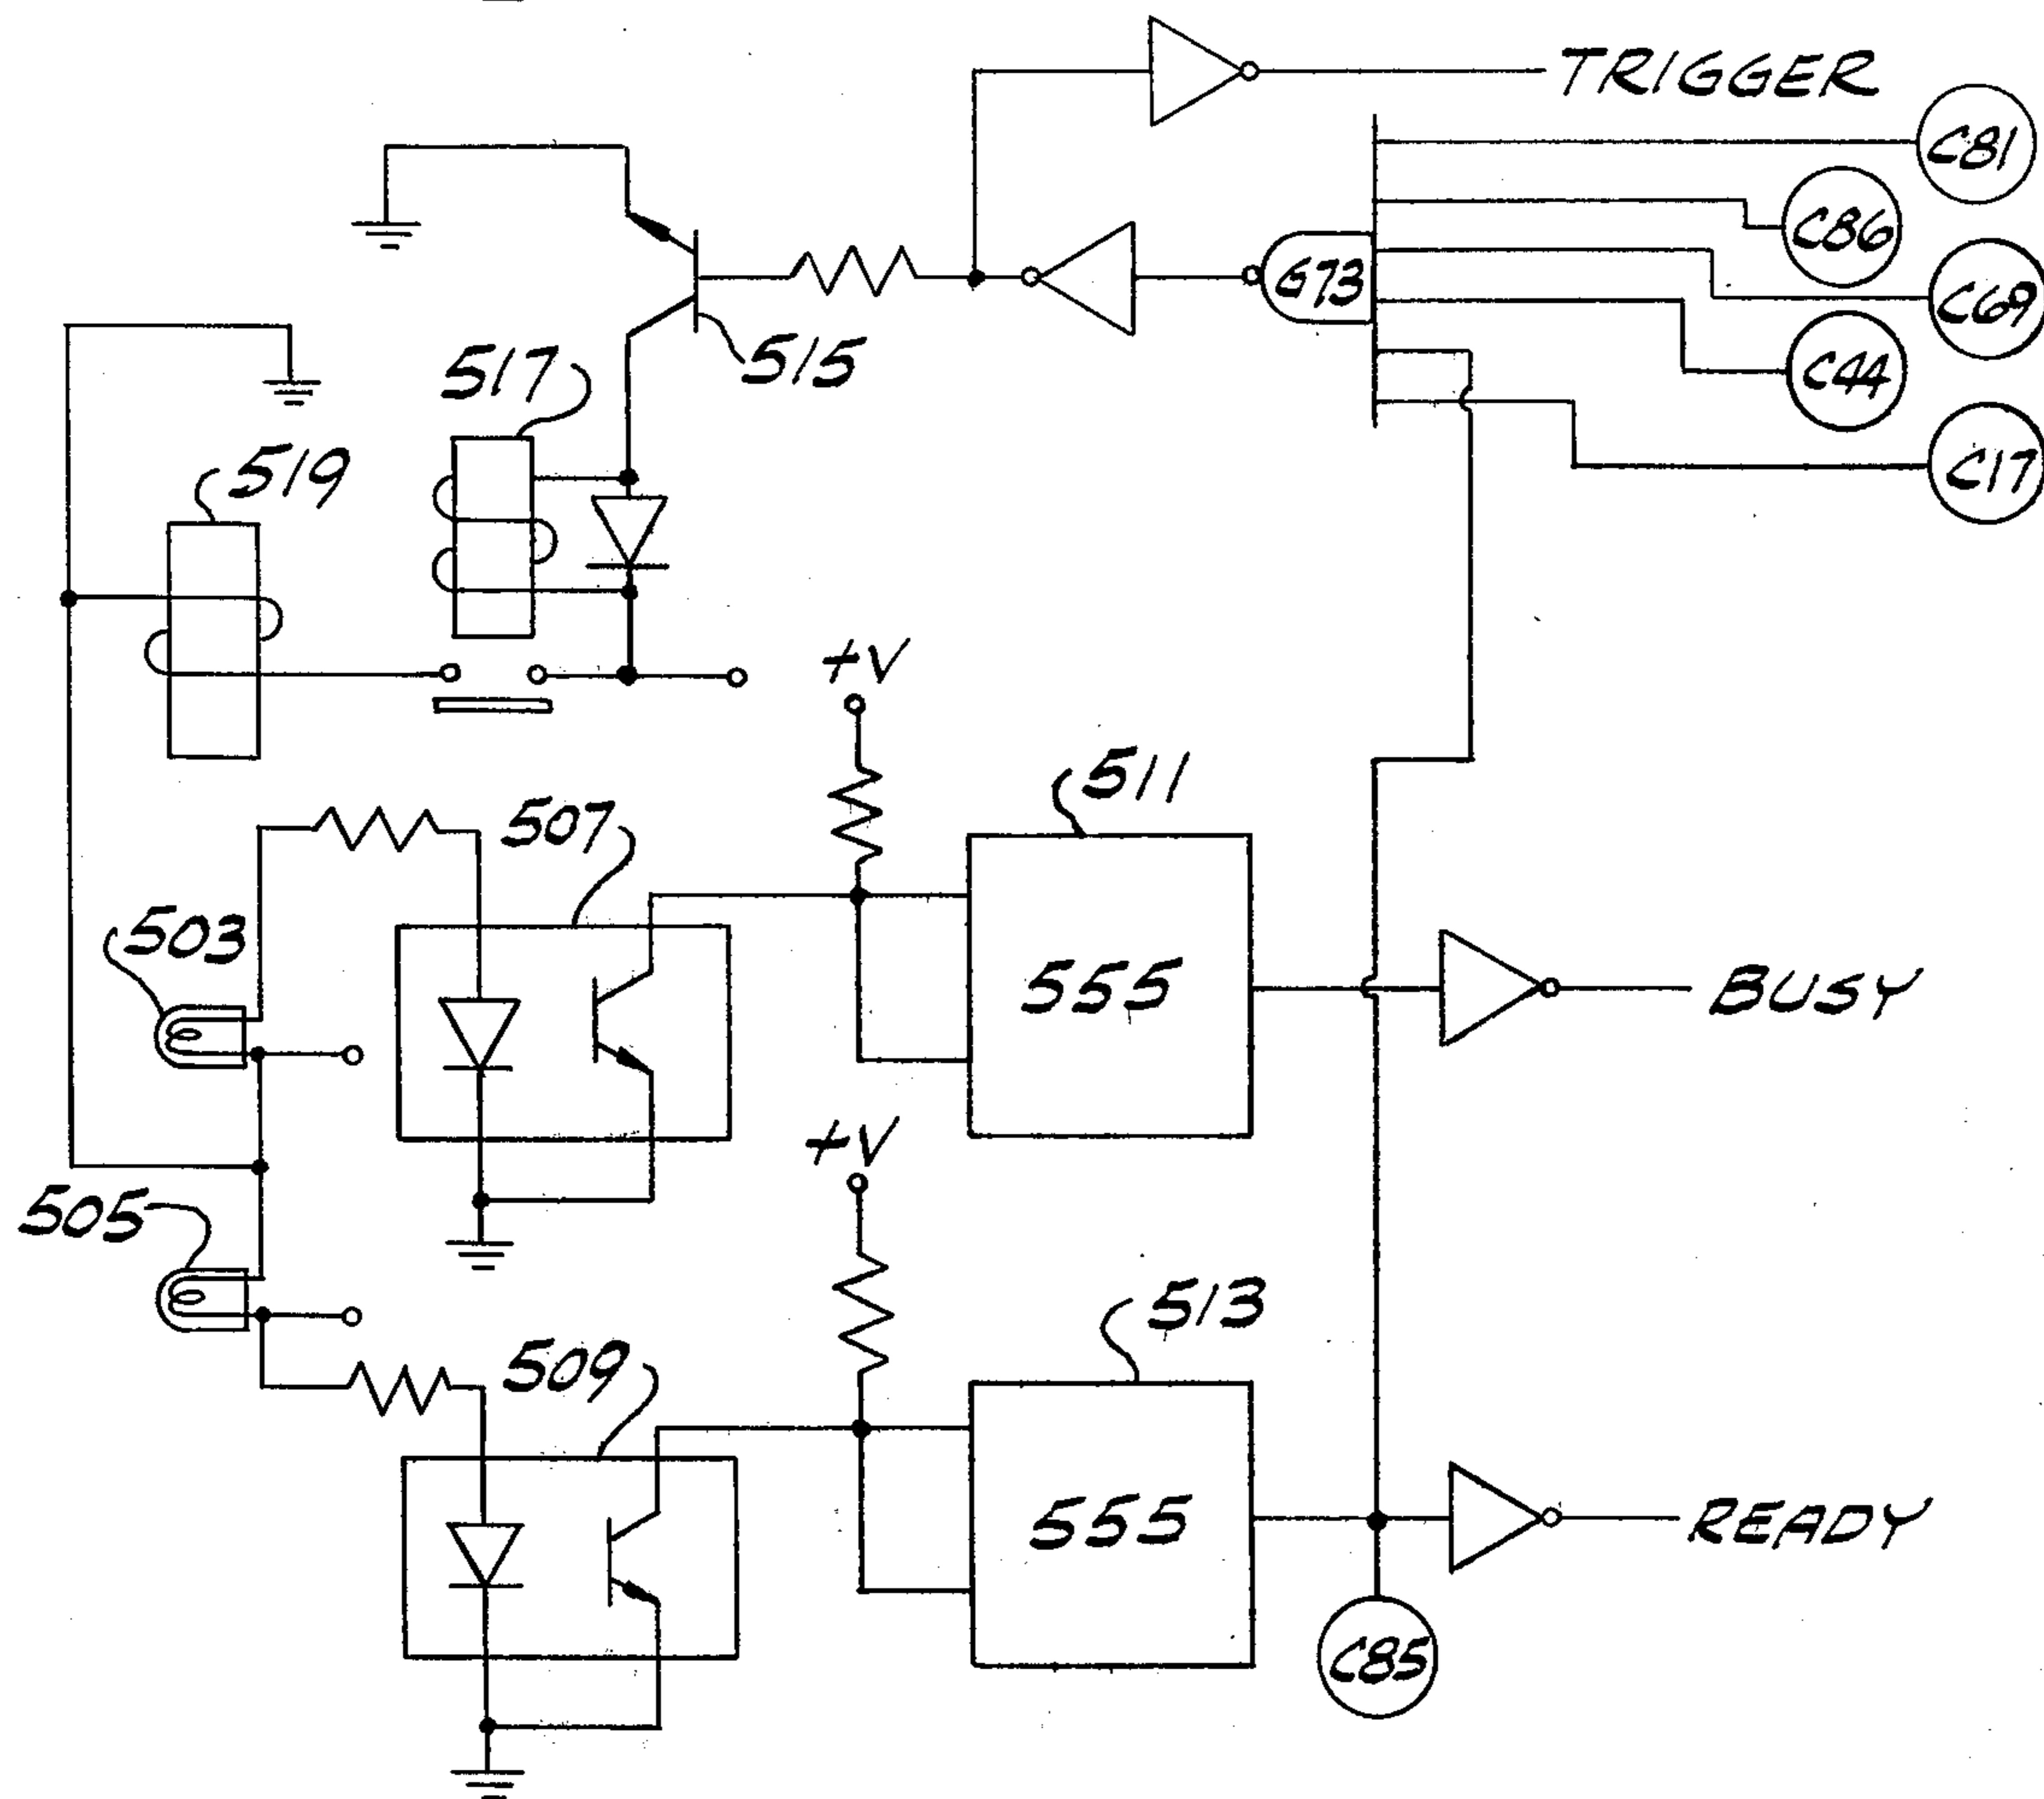 TRIGGER
C81
C86
G73
C69
515
C44
517
C17
519
+V
511
507
503
555
BUSY
+V
505
513
509
555
READY
C85